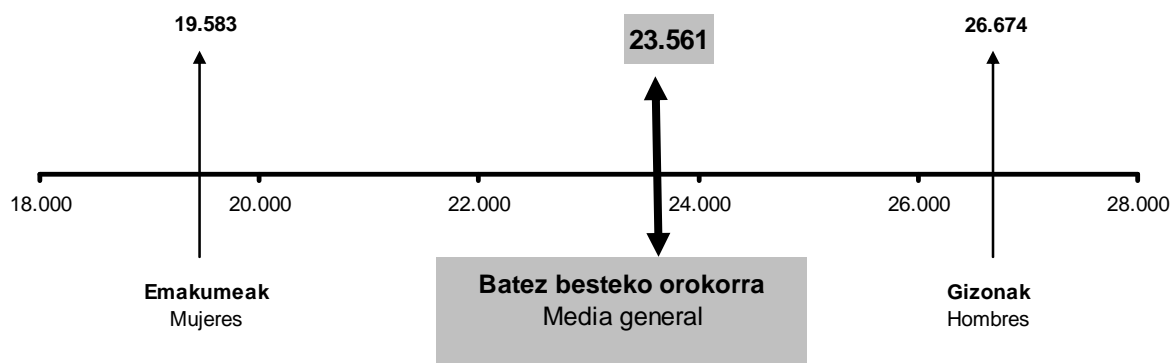 19.583
23.561
26.674
18.000 20.000 22.000 24.000 26.000 28.000
Emakumeak
Mujeres
Batez besteko orokorra
Media general
Gizonak
Hombres